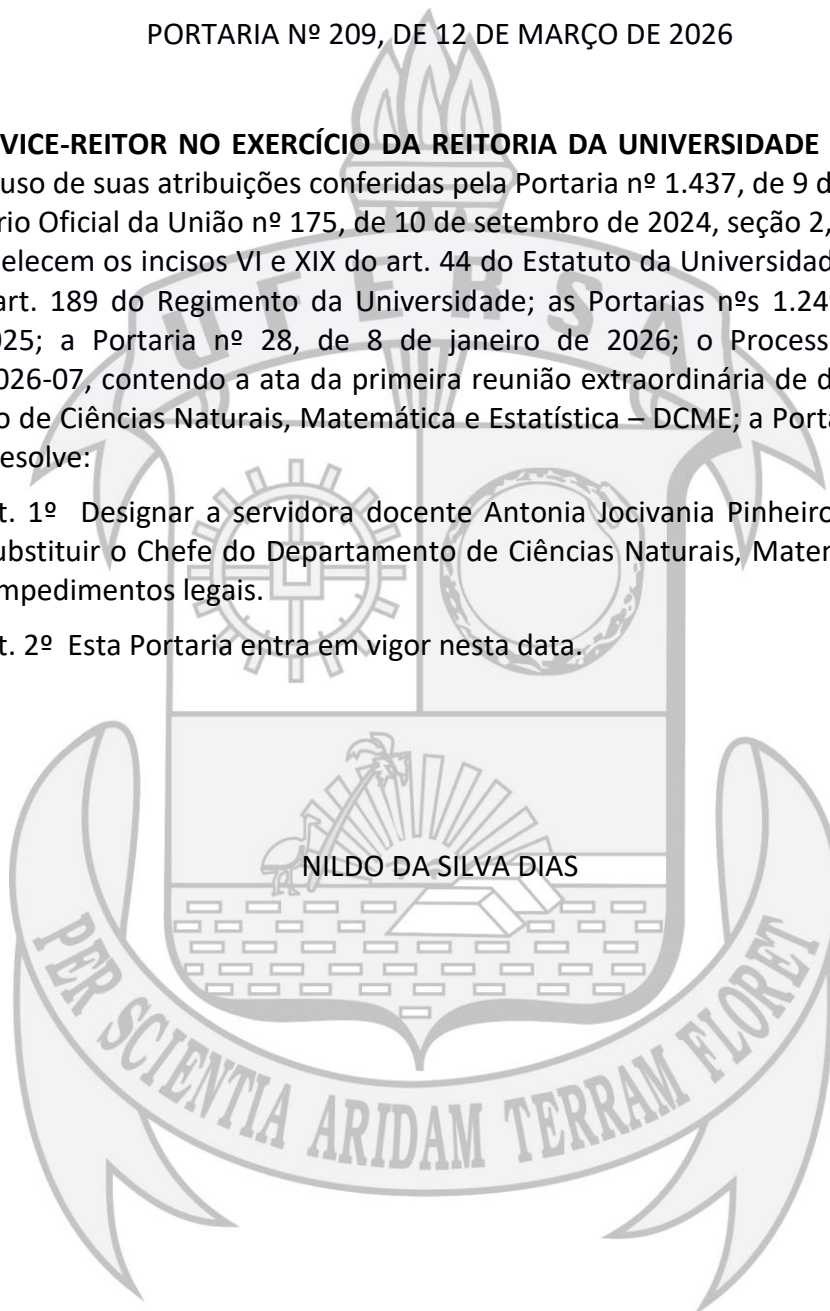 PORTARIA Nº 209, DE 12 DE MARÇO DE 2026
VICE-REITOR NO EXERCÍCIO DA REITORIA DA UNIVERSIDADE
uso de suas atribuições conferidas pela Portaria nº 1.437, de 9 d
rio Oficial da União nº 175, de 10 de setembro de 2024, seção 2,
elecem os incisos VI e XIX do art. 44 do Estatuto da Universidad
art. 189 do Regimento da Universidade; as Portarias nºs 1.24
025; a Portaria nº 28, de 8 de janeiro de 2026; o Process
026-07, contendo a ata da primeira reunião extraordinária de d
o de Ciências Naturais, Matemática e Estatística – DCME; a Porta
esolve:
t. 1º Designar a servidora docente Antonia Jocivania Pinheiro
ubstituir o Chefe do Departamento de Ciências Naturais, Matem
mpedimentos legais.
t. 2º Esta Portaria entra em vigor nesta data.
NILDO DA SILVA DIAS
UFERSA
PER SCIENTIA ARIDAM TERRAM FLORET